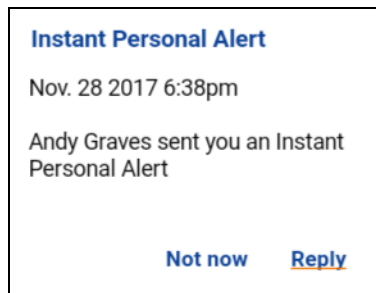 Instant Personal Alert
Nov. 28 2017 6:38pm
Andy Graves sent you an Instant
Personal Alert
Not now Reply